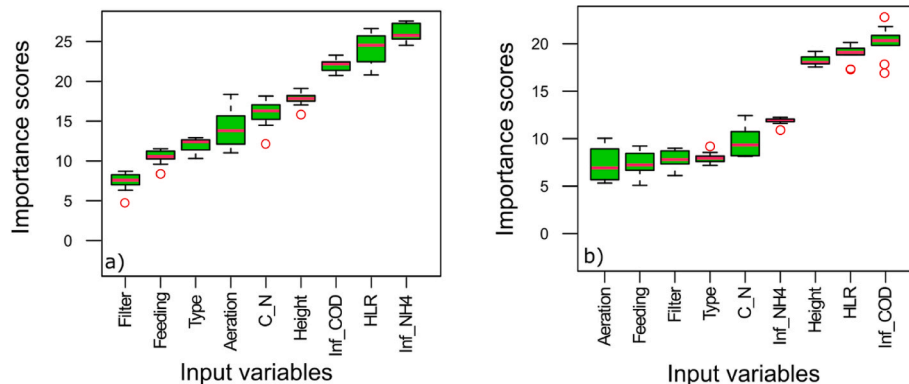 Importance scores
25
20
15
10
5
0
a)
Filter
Feeding
Type
Aeration
C_N
Height
Inf_COD
HLR
Inf_NH4
Input variables
Importance scores
20
15
10
5
0
b)
Aeration
Feeding
Filter
Type
C_N
Inf_NH4
Height
HLR
Inf_COD
Input variables